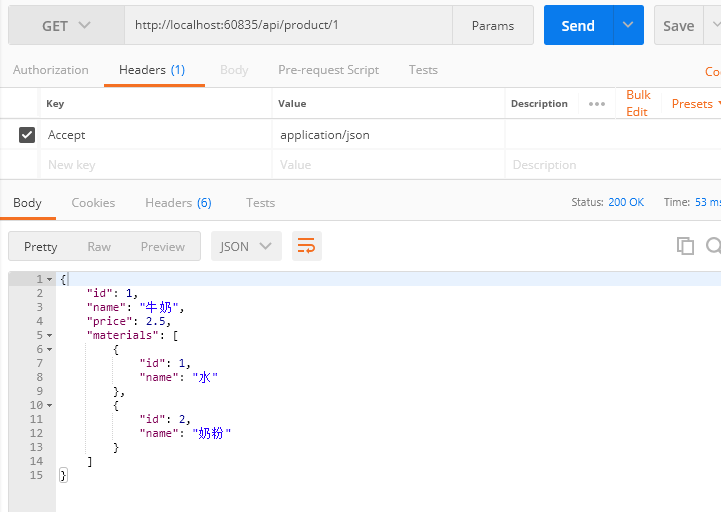 GET http://localhost:60835/api/product/1 Params Send Save
Authorization Headers (1) Body Pre-request Script Tests Co
Key Value Description Bulk Edit Presets
Accept application/json
New key Value Description
Body Cookies Headers (6) Tests Status: 200 OK Time: 53 ms
Pretty Raw Preview JSON
1 {
2 "id": 1,
3 "name": "牛奶",
4 "price": 2.5,
5 "materials": [
6 {
7 "id": 1,
8 "name": "水"
9 },
10 {
11 "id": 2,
12 "name": "奶粉"
13 }
14 ]
15 }